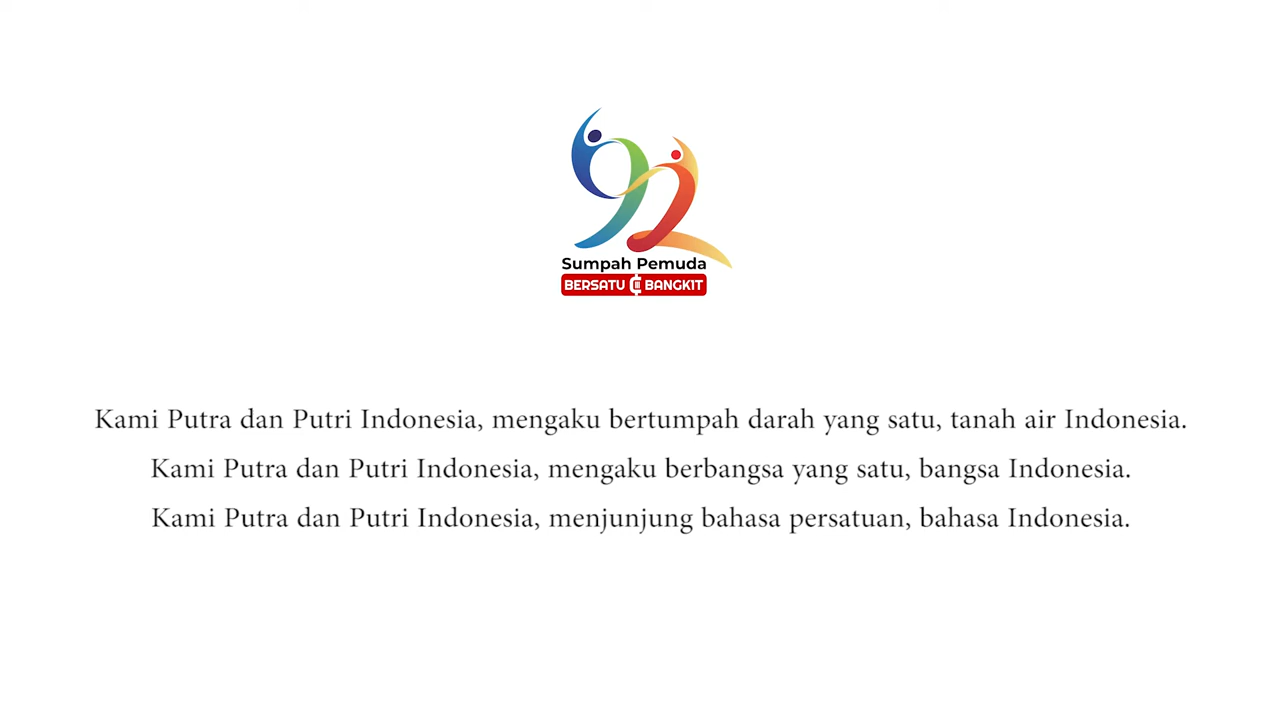 92
Sumpah Pemuda
BERSATU & BANGKIT
Kami Putra dan Putri Indonesia, mengaku bertumpah darah yang satu, tanah air Indonesia.
Kami Putra dan Putri Indonesia, mengaku berbangsa yang satu, bangsa Indonesia.
Kami Putra dan Putri Indonesia, menjunjung bahasa persatuan, bahasa Indonesia.